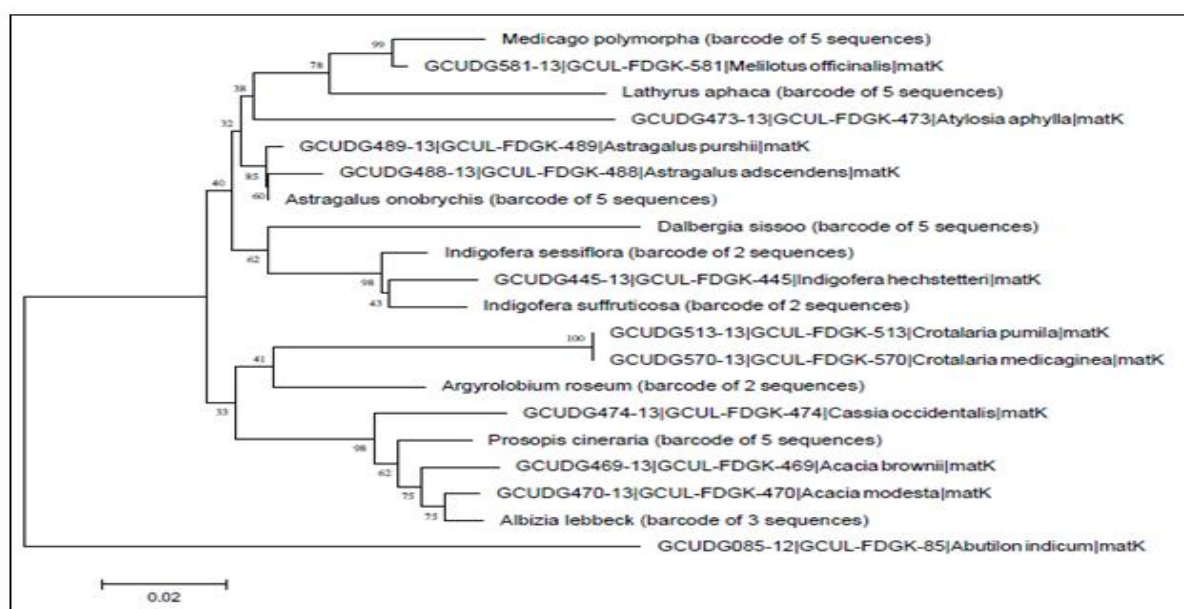 Medicago polymorpha (barcode of 5 sequences)
99
GCUDG581-13|GCUL-FDGK-581|Melilotus officinalis|matK
78
Lathyrus aphaca (barcode of 5 sequences)
38
GCUDG473-13|GCUL-FDGK-473|Atylosia aphylla|matK
32
GCUDG489-13|GCUL-FDGK-489|Astragalus purshii|matK
85
GCUDG488-13|GCUL-FDGK-488|Astragalus adscendens|matK
40
60
Astragalus onobrychis (barcode of 5 sequences)
Dalbergia sissoo (barcode of 5 sequences)
62
Indigofera sessiflora (barcode of 2 sequences)
98
GCUDG445-13|GCUL-FDGK-445|Indigofera hechstetteri|matK
43
Indigofera suffruticosa (barcode of 2 sequences)
GCUDG513-13|GCUL-FDGK-513|Crotalaria pumila|matK
100
GCUDG570-13|GCUL-FDGK-570|Crotalaria medicaginea|matK
41
Argyrolobium roseum (barcode of 2 sequences)
33
GCUDG474-13|GCUL-FDGK-474|Cassia occidentalis|matK
98
Prosopis cineraria (barcode of 5 sequences)
62
GCUDG469-13|GCUL-FDGK-469|Acacia brownii|matK
75
GCUDG470-13|GCUL-FDGK-470|Acacia modesta|matK
75
Albizia lebbeck (barcode of 3 sequences)
GCUDG085-12|GCUL-FDGK-85|Abutilon indicum|matK
0.02